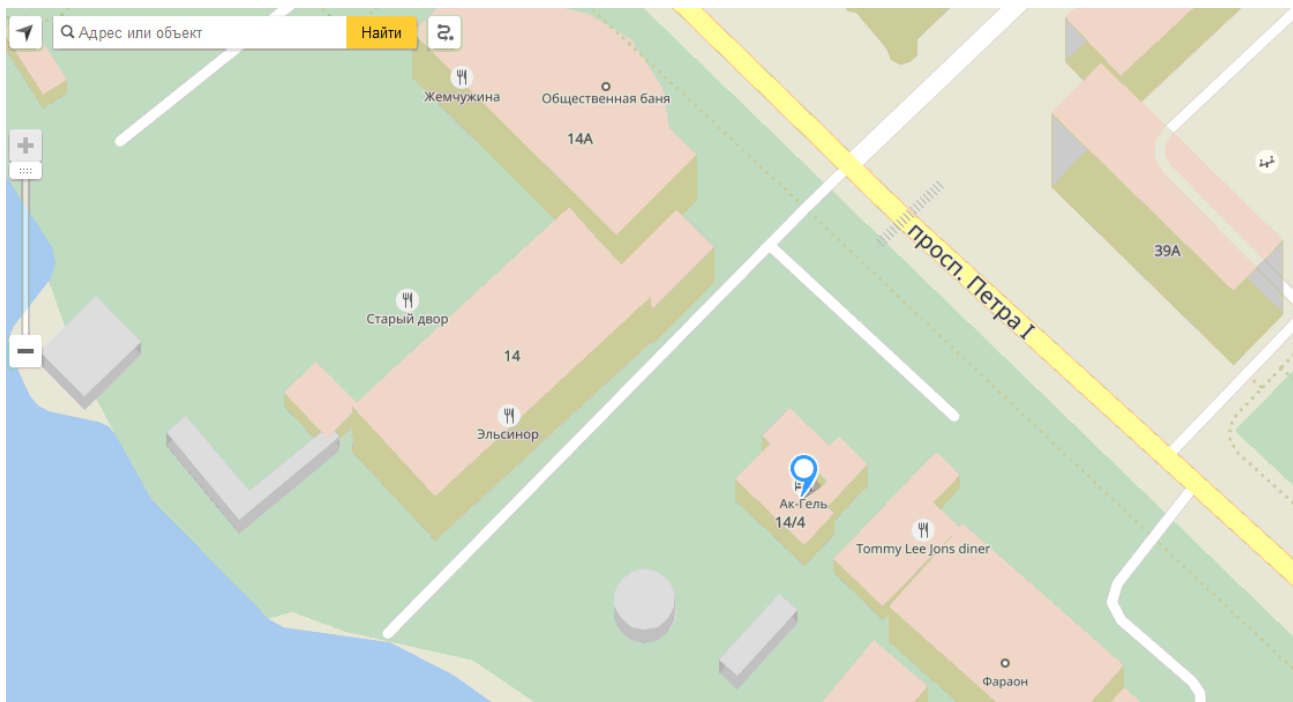 Адрес или объект
Найти
Жемчужина
Общественная баня
14А
просп. Петра I
39А
Старый двор
14
Эльсинор
Ак-Гель
14/4
Tommy Lee Jons diner
Фараон